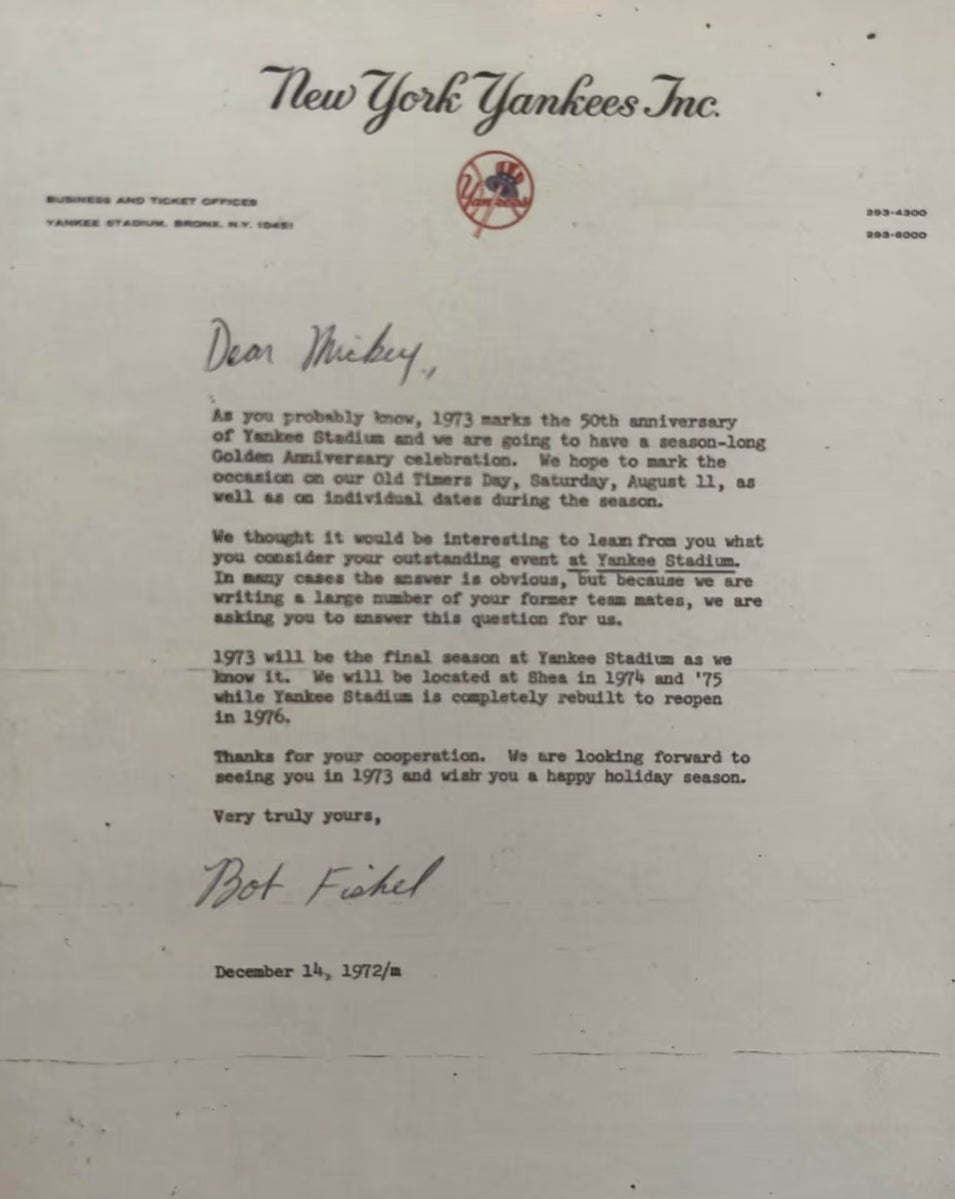 New York Yankees Inc.
Yankees
BUSINESS AND TICKET OFFICES
YANKEE STADIUM, BRONX, N.Y. 10451
293-4300
293-6000
Dear Mickey,
As you probably know, 1973 marks the 50th anniversary
of Yankee Stadium and we are going to have a season-long
Golden Anniversary celebration. We hope to mark the
occasion on our Old Timers Day, Saturday, August 11, as
well as on individual dates during the season.
We thought it would be interesting to learn from you what
you consider your outstanding event at Yankee Stadium.
In many cases the answer is obvious, but because we are
writing a large number of your former team mates, we are
asking you to answer this question for us.
1973 will be the final season at Yankee Stadium as we
know it. We will be located at Shea in 1974 and '75
while Yankee Stadium is completely rebuilt to reopen
in 1976.
Thanks for your cooperation. We are looking forward to
seeing you in 1973 and wish you a happy holiday season.
Very truly yours,
Bob Fishel
December 14, 1972/m